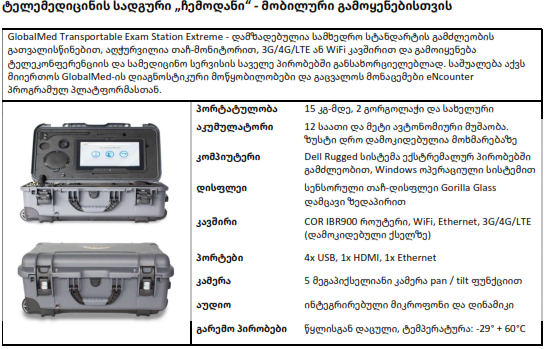 ტელემედიცინის სადგური „ჩემოდანი“ - მობილური გამოყენებისთვის
GlobalMed Transportable Exam Station Extreme - დამზადებულია სამხედრო სტანდარტის გამძლეობის
გათვალისწინებით, აღჭურვილია თაჩ-მონიტორით, 3G/4G/LTE ან WiFi კავშირით და გამოიყენება
ტელეკონფერენციის და სამედიცინო სერვისის საველე პირობებში განსახორციელებლად. საშუალება აქვს
მიიერთოს GlobalMed-ის დიაგნოსტიკური მოწყობილობები და გაცვალოს მონაცემები eNcounter
პროგრამულ პლატფორმასთან.
პორტატულობა 15 კგ-მდე, 2 გორგოლაჭი და სახელური
აკუმულატორი 12 საათი და მეტი ავტონომიური მუშაობა.
ზუსტი დრო დამოკიდებულია მოხმარებაზე
კომპიუტერი Dell Rugged სისტემა ექსტრემალურ პირობებში
გამძლეობით, Windows ოპერაციული სისტემით
დისფლეი სენსორული თაჩ-დისფლეი Gorilla Glass
დამცავი ზედაპირით
კავშირი COR IBR900 როუტერი, WiFi, Ethernet, 3G/4G/LTE
(დამოკიდებული ქსელზე)
პორტები 4x USB, 1x HDMI, 1x Ethernet
კამერა 5 მეგაპიქსელიანი კამერა pan / tilt ფუნქციით
აუდიო ინტეგრირებული მიკროფონი და დინამიკი
გარემო პირობები წყლისგან დაცული, ტემპერატურა: -29° + 60°C